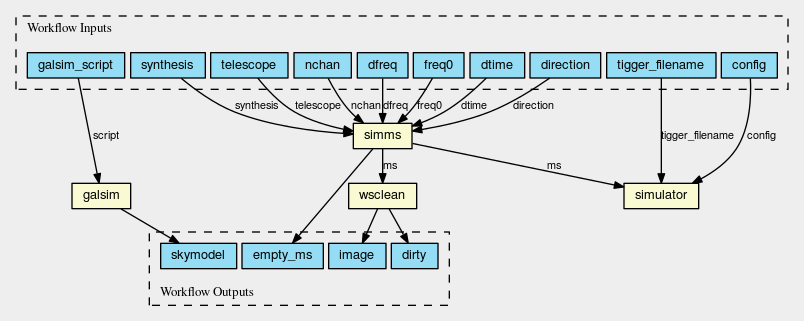 Workflow Inputs
galsim_script synthesis telescope nchan dfreq freq0 dtime direction tigger_filename config
synthesis telescope nchan dfreq freq0 dtime direction
script simms tigger_filename config
ms ms
galsim wsclean simulator
skymodel empty_ms image dirty
Workflow Outputs